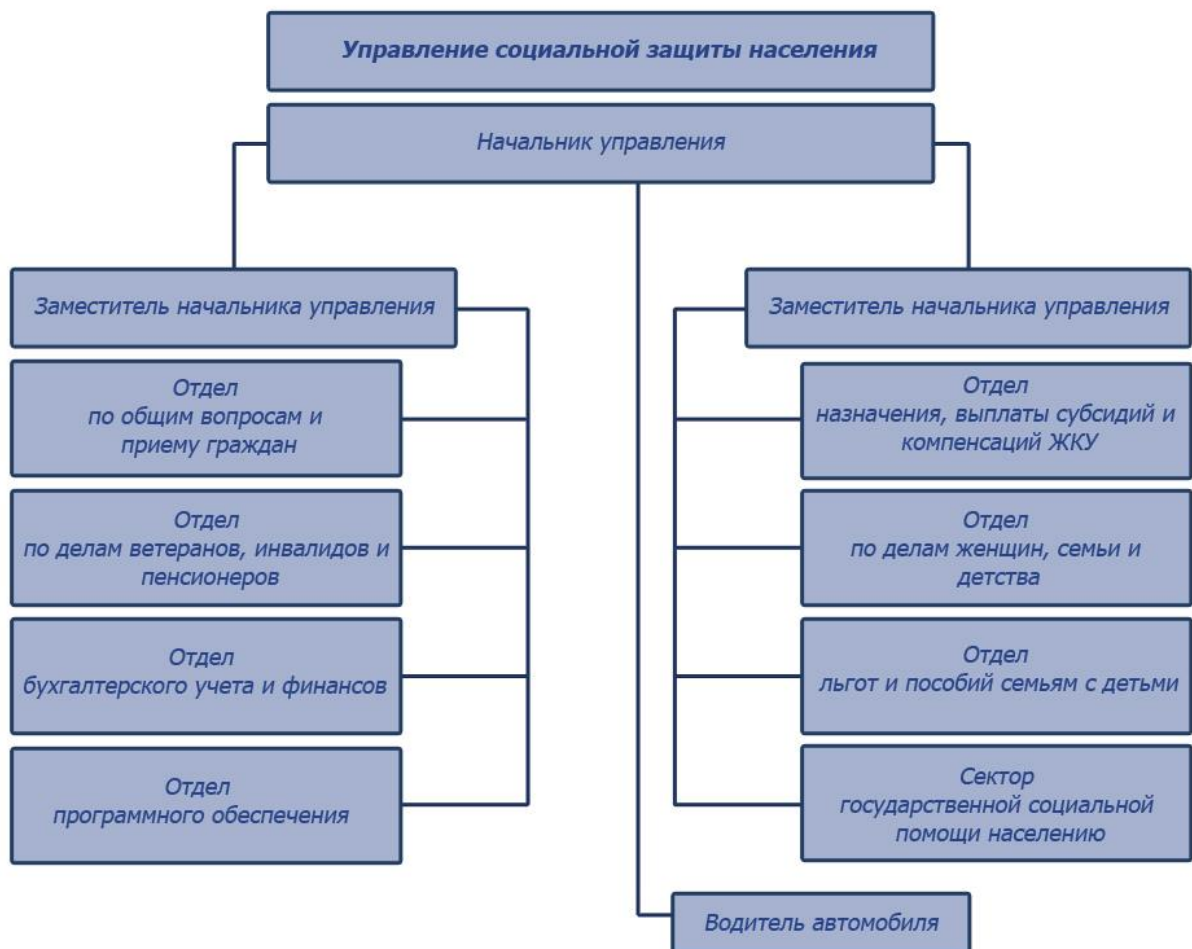 Управление социальной защиты населения
Начальник управления
Заместитель начальника управления
Отдел
по общим вопросам и
приему граждан
Отдел
по делам ветеранов, инвалидов и
пенсионеров
Отдел
бухгалтерского учета и финансов
Отдел
программного обеспечения
Заместитель начальника управления
Отдел
назначения, выплаты субсидий и
компенсаций ЖКУ
Отдел
по делам женщин, семьи и
детства
Отдел
льгот и пособий семьям с детьми
Сектор
государственной социальной
помощи населению
Водитель автомобиля